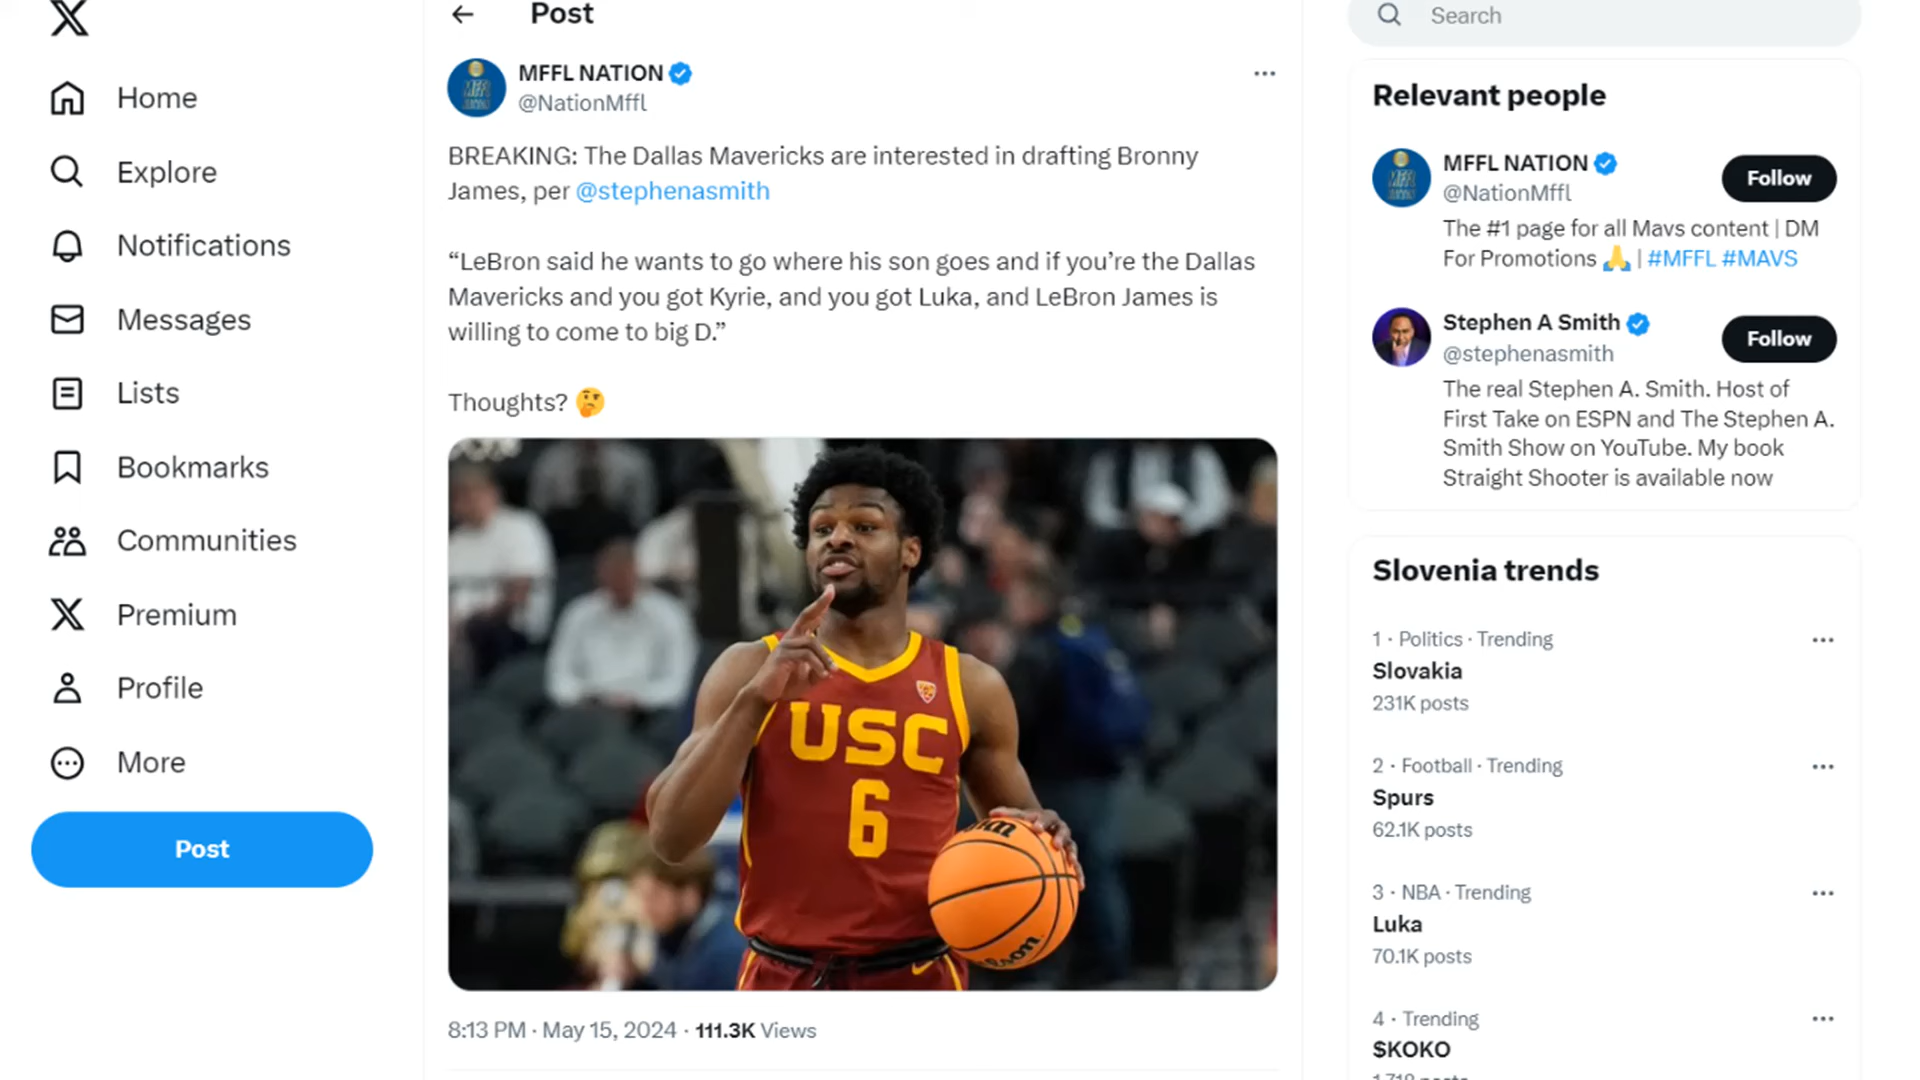 Home
Explore
Notifications
Messages
Lists
Bookmarks
Communities
Premium
Profile
More
Post
Post
MFFL NATION
@NationMffl
BREAKING: The Dallas Mavericks are interested in drafting Bronny
James, per @stephenasmith
“LeBron said he wants to go where his son goes and if you’re the Dallas
Mavericks and you got Kyrie, and you got Luka, and LeBron James is
willing to come to big D.”
Thoughts? 🤔
USC
6
8:13 PM · May 15, 2024 · 111.3K Views
Search
Relevant people
MFFL NATION
@NationMffl
Follow
The #1 page for all Mavs content | DM
For Promotions 🙏 | #MFFL #MAVS
Stephen A Smith
@stephenasmith
Follow
The real Stephen A. Smith. Host of
First Take on ESPN and The Stephen A.
Smith Show on YouTube. My book
Straight Shooter is available now
Slovenia trends
1 · Politics · Trending
Slovakia
231K posts
2 · Football · Trending
Spurs
62.1K posts
3 · NBA · Trending
Luka
70.1K posts
4 · Trending
$KOKO